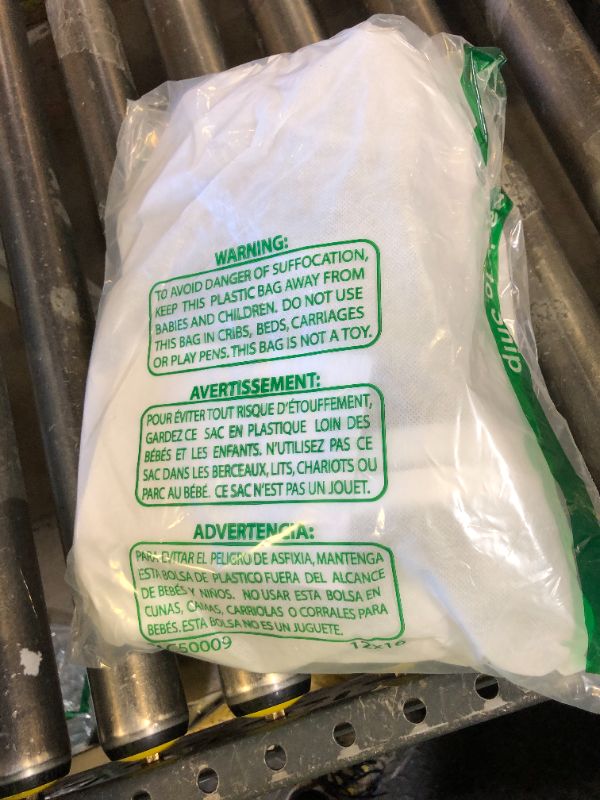 WARNING:
TO AVOID DANGER OF SUFFOCATION,
KEEP THIS PLASTIC BAG AWAY FROM
BABIES AND CHILDREN. DO NOT USE
THIS BAG IN CRIBS, BEDS, CARRIAGES
OR PLAY PENS. THIS BAG IS NOT A TOY.
AVERTISSEMENT:
POUR ÉVITER TOUT RISQUE D'ÉTOUFFEMENT,
GARDEZ CE SAC EN PLASTIQUE LOIN DES
BÉBÉS ET LES ENFANTS. N'UTILISEZ PAS CE
SAC DANS LES BERCEAUX, LITS, CHARIOTS OU
PARC AU BÉBÉ. CE SAC N'EST PAS UN JOUET.
ADVERTENCIA:
PARA EVITAR EL PELIGRO DE ASFIXIA, MANTENGA
ESTA BOLSA DE PLASTICO FUERA DEL ALCANCE
DE BEBÉS Y NIÑOS. NO USAR ESTA BOLSA EN
CUNAS, CAMAS, CARRIOLAS O CORRALES PARA
BEBÉS. ESTA BOLSA NO ES UN JUGUETE.
Ship